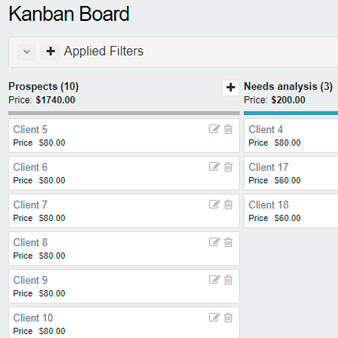 Kanban Board
Applied Filters
Prospects (10)
Price: $1740.00
Client 5
Price $80.00
Client 6
Price $80.00
Client 7
Price $80.00
Client 8
Price $80.00
Client 9
Price $80.00
Client 10
Price $80.00
Needs analysis (3)
Price: $200.00
Client 4
Price $80.00
Client 17
Price $60.00
Client 18
Price $60.00